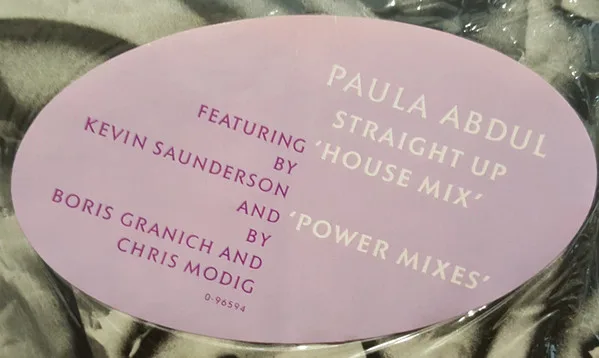 PAULA ABDUL
STRAIGHT UP
FEATURING 'HOUSE MIX'
BY
KEVIN SAUNDERSON
AND 'POWER MIXES'
BY
BORIS GRANICH AND
CHRIS MODIG
0-96594